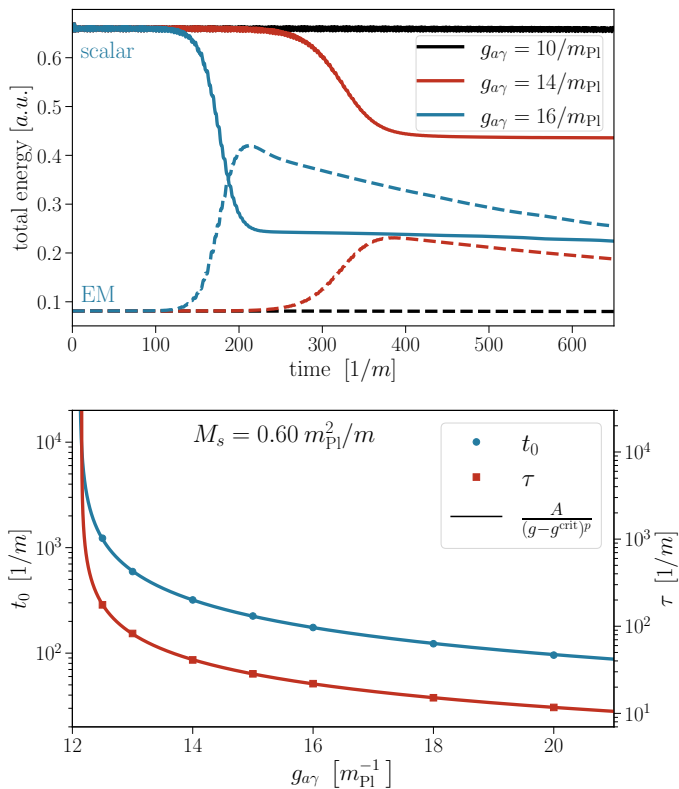 total energy [a.u.]
0.6
0.5
0.4
0.3
0.2
0.1
scalar
EM
g_{aγ} = 10/m_{Pl}
g_{aγ} = 14/m_{Pl}
g_{aγ} = 16/m_{Pl}
0 100 200 300 400 500 600
time [1/m]
M_s = 0.60 m_{Pl}^2/m
t_0
τ
\frac{A}{(g-g^{crit})^p}
t_0 [1/m]
10^4
10^3
10^2
10^4
10^3
10^2
10^1
τ [1/m]
12 14 16 18 20
g_{aγ} [m_{Pl}^{-1}]